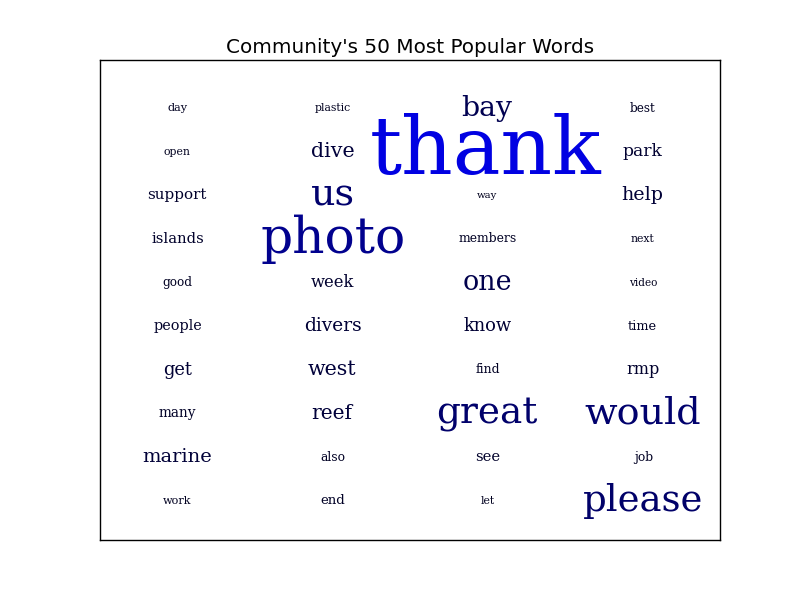 Community's 50 Most Popular Words
day plastic bay best
open dive thank park
support us way help
islands photo members next
good week one video
people divers know time
get west find rmp
many reef great would
marine also see job
work end let please